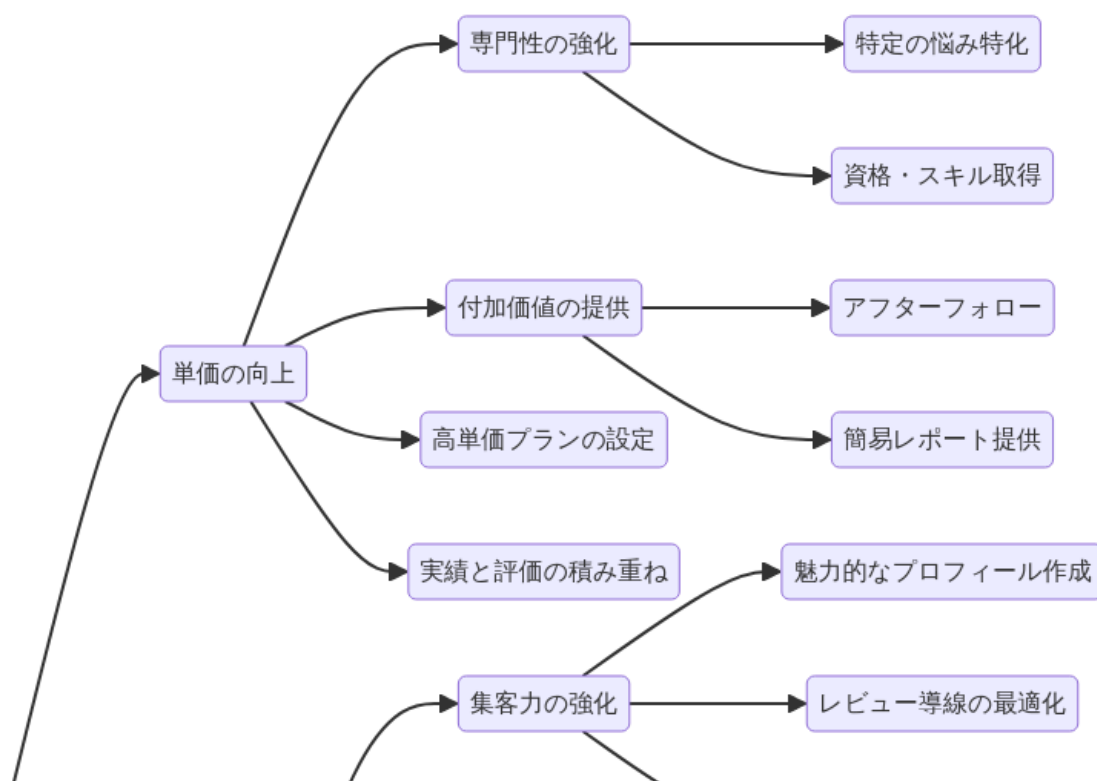 専門性の強化
特定の悩み特化
資格・スキル取得
付加価値の提供
アフターフォロー
単価の向上
高単価プランの設定
簡易レポート提供
実績と評価の積み重ね
魅力的なプロフィール作成
集客力の強化
レビュー導線の最適化